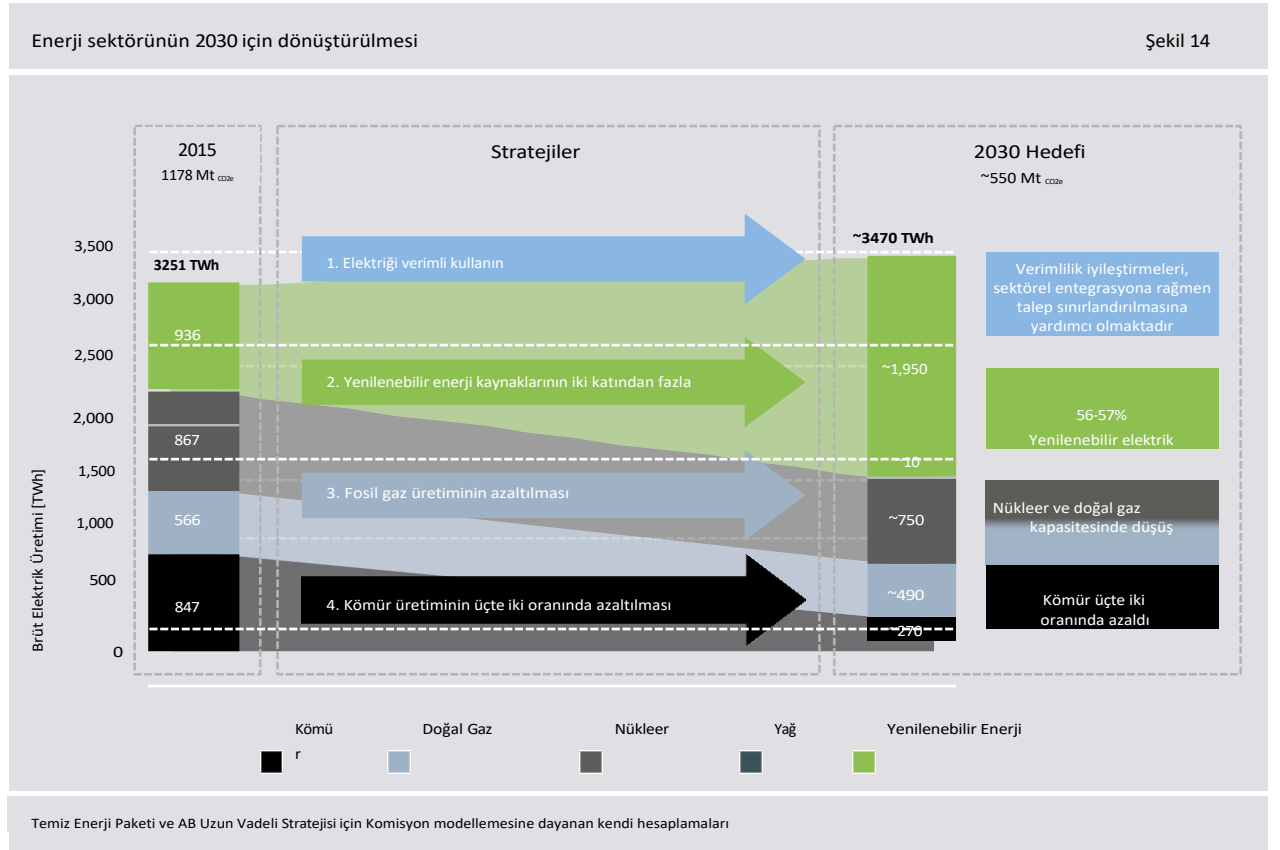 Enerji sektörünün 2030 için dönüştürülmesi
Şekil 14
2015
1178 Mt CO2e
Stratejiler
2030 Hedefi
~550 Mt CO2e
Brüt Elektrik Üretimi [TWh]
3,500
3,000
2,500
2,000
1,500
1,000
500
0
3251 TWh
936
867
566
847
1. Elektriği verimli kullanın
2. Yenilenebilir enerji kaynaklarının iki katından fazla
3. Fosil gaz üretiminin azaltılması
4. Kömür üretiminin üçte iki oranında azaltılması
~3470 TWh
~1,950
~10
~750
~490
~270
Verimlilik iyileştirmeleri,
sektörel entegrasyona rağmen
talep sınırlandırılmasına
yardımcı olmaktadır
56-57%
Yenilenebilir elektrik
Nükleer ve doğal gaz
kapasitesinde düşüş
Kömür üçte iki
oranında azaldı
Kömü
r
Doğal Gaz
Nükleer
Yağ
Yenilenebilir Enerji
Temiz Enerji Paketi ve AB Uzun Vadeli Stratejisi için Komisyon modellemesine dayanan kendi hesaplamaları